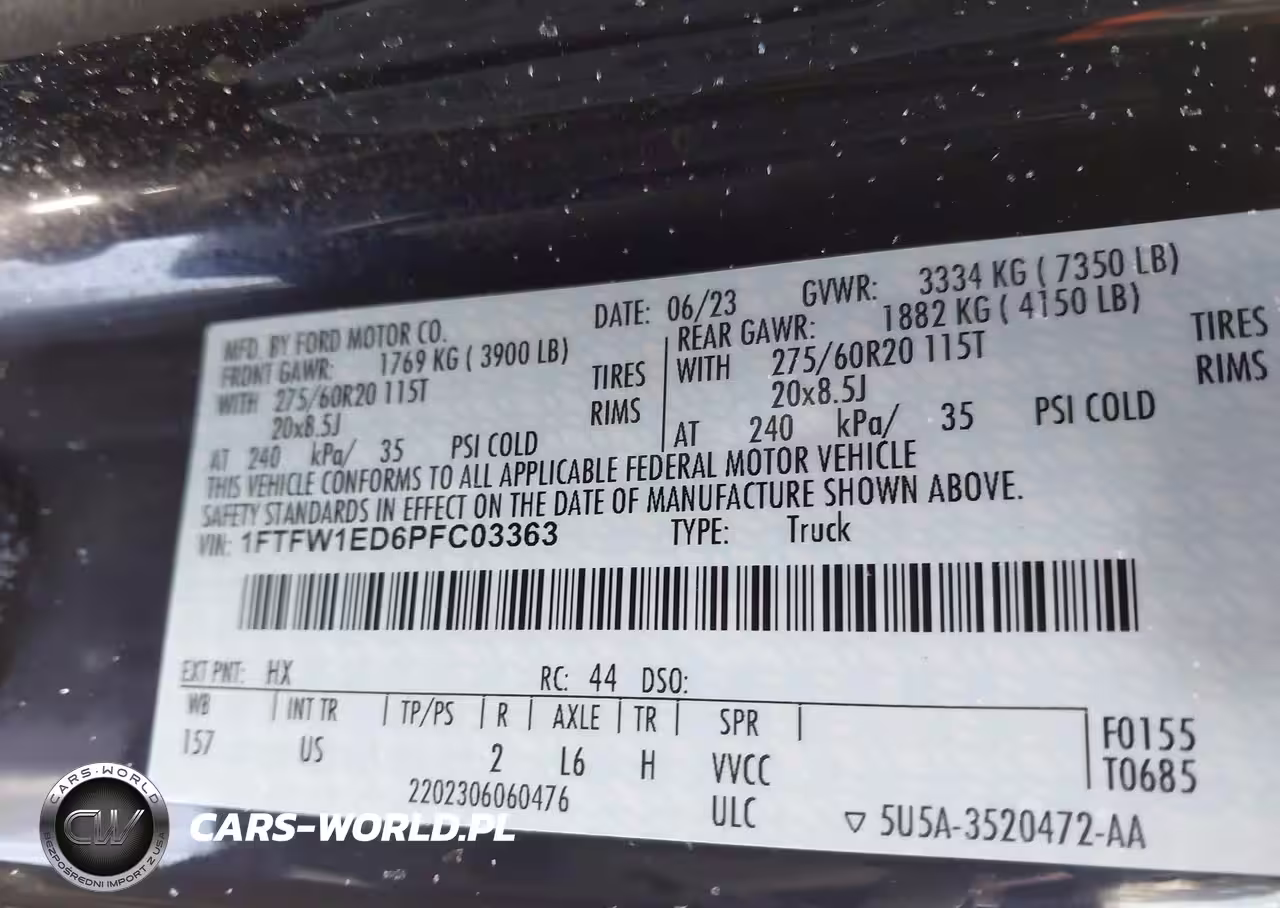 DATE: 06/23 GVWR: 3334 KG ( 7350 LB)
MFD. BY FORD MOTOR CO.
FRONT GAWR: 1769 KG ( 3900 LB)
WITH 275/60R20 115T TIRES
20x8.5J RIMS
AT 240 kPa/ 35 PSI COLD
REAR GAWR: 1882 KG ( 4150 LB)
WITH 275/60R20 115T TIRES
20x8.5J RIMS
AT 240 kPa/ 35 PSI COLD
THIS VEHICLE CONFORMS TO ALL APPLICABLE FEDERAL MOTOR VEHICLE
SAFETY STANDARDS IN EFFECT ON THE DATE OF MANUFACTURE SHOWN ABOVE.
VIN: 1FTFW1ED6PFC03363 TYPE: Truck
EXT PNT: HX RC: 44 DSO:
WB INT TR TP/PS R AXLE TR SPR
157 US 2 L6 H VVCC
F0155
T0685
2202306060476 ULC ▽ 5U5A-3520472-AA
CARS-WORLD
CW
BEZPOŚREDNI IMPORT Z USA
CARS-WORLD.PL